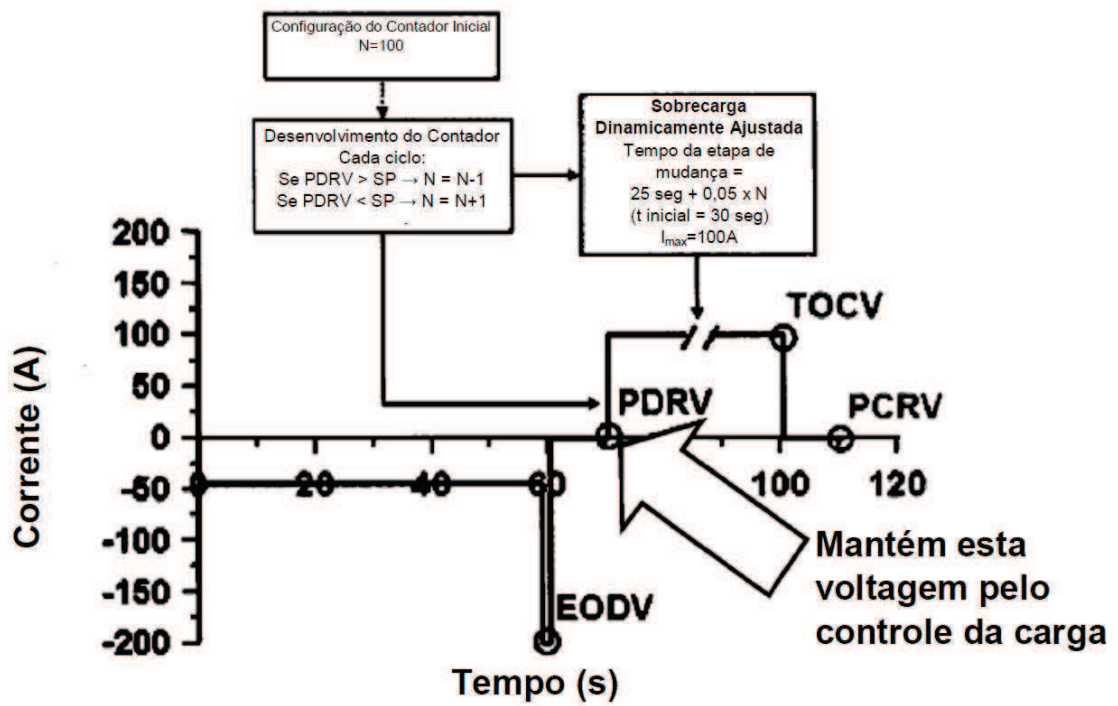 Configuração do Contador Inicial
N=100
Desenvolvimento do Contador
Cada ciclo:
Se PDRV > SP → N = N-1
Se PDRV < SP → N = N+1
Sobrecarga
Dinamicamente Ajustada
Tempo da etapa de
mudança =
25 seg + 0,05 x N
(t inicial = 30 seg)
Imax=100A
200
150
100
50
0
-50
-100
-150
-200
Corrente (A)
0
20
40
60
100
120
Tempo (s)
TOCV
PDRV
PCRV
EODV
Mantém esta
voltagem pelo
controle da carga